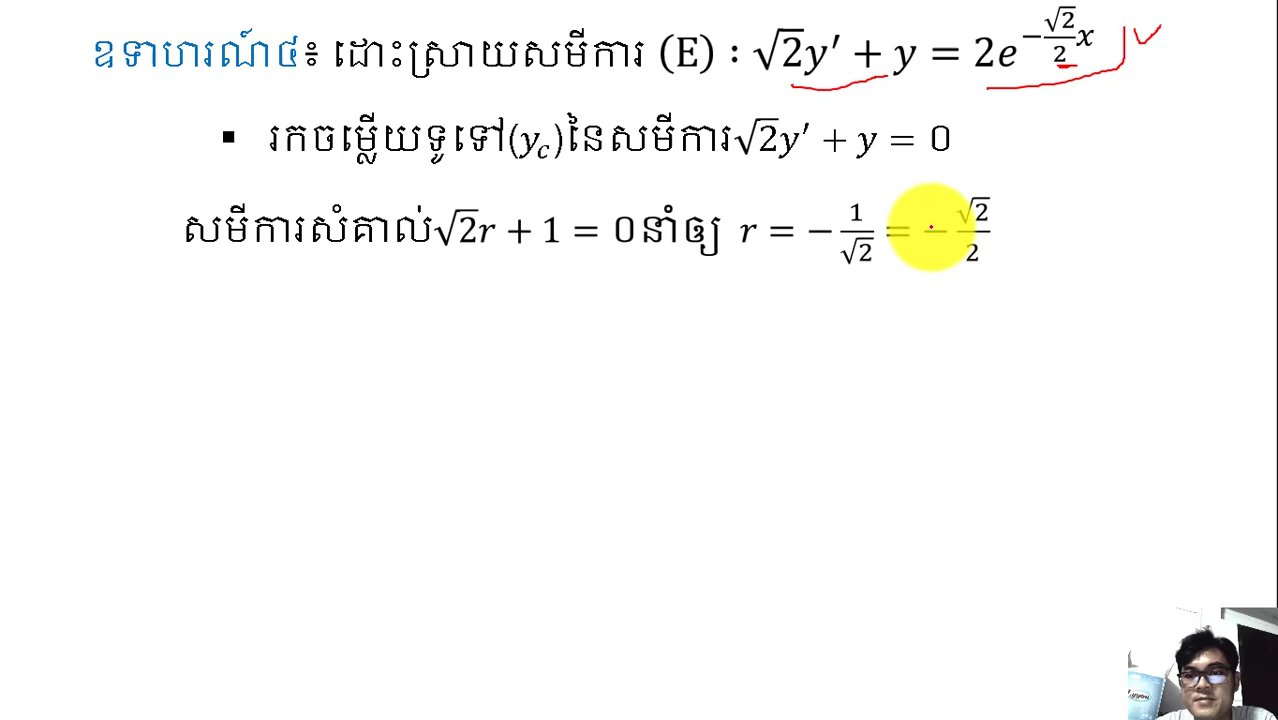 ឧទាហរណ៍៤៖ ដោះស្រាយសមីការ (E) : √2y′ + y = 2e^{−(√2/2)x}
▪ រកចម្លើយទូទៅ(y_c)នៃសមីការ√2y′ + y = 0
សមីការសំគាល់√2r + 1 = 0នាំឲ្យ r = −1/√2 = −√2/2